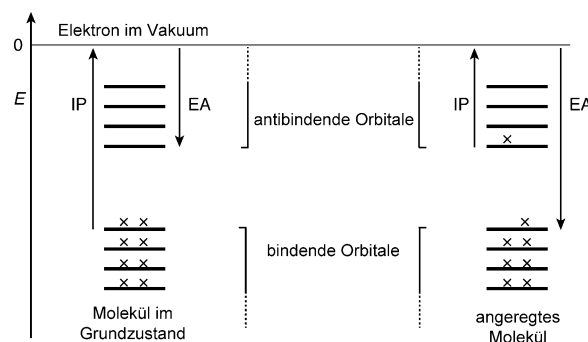 Elektron im Vakuum
0
E
IP
EA
antibindende Orbitale
IP
EA
bindende Orbitale
Molekül im
Grundzustand
angeregtes
Molekül